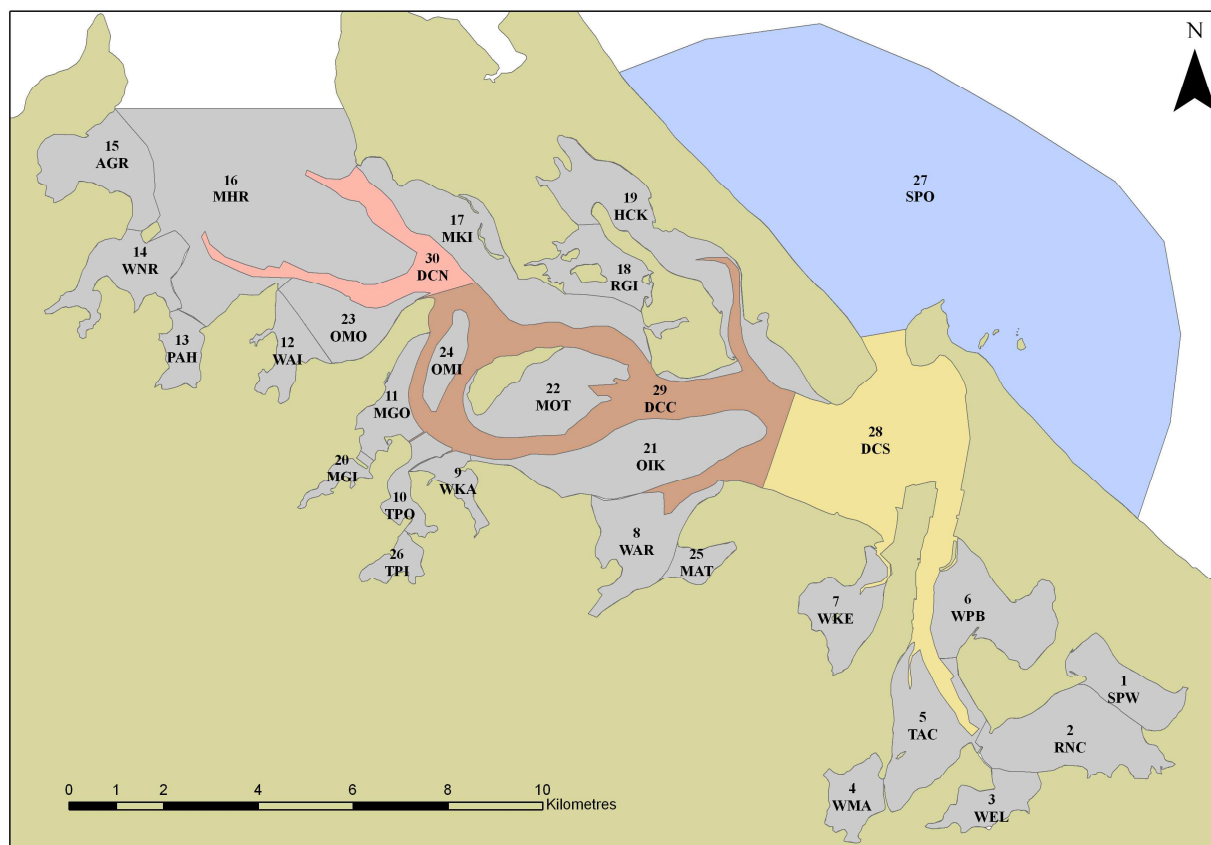 N
15
AGR
16
MHR
19
HCK
27
SPO
17
MKI
14
WNR
30
DCN
18
RGI
23
OMO
13
PAH
12
WAI
24
OMI
11
MGO
22
MOT
29
DCC
28
DCS
21
OIK
20
MGI
9
WKA
10
TPO
8
WAR
26
TPI
25
MAT
7
WKE
6
WPB
1
SPW
5
TAC
2
RNC
4
WMA
3
WEL
0 1 2 4 6 8 10
Kilometres